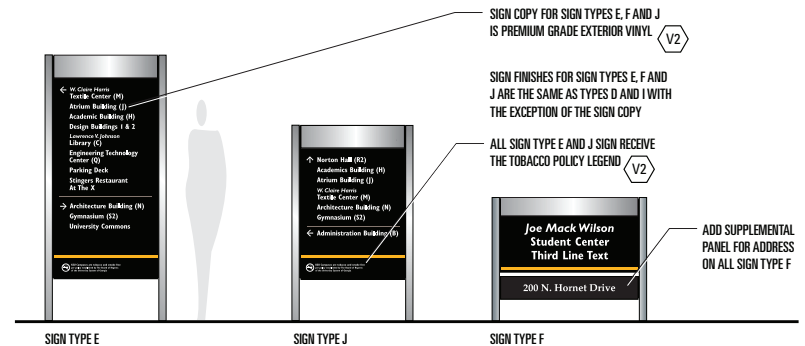 SIGN COPY FOR SIGN TYPES E, F AND J
IS PREMIUM GRADE EXTERIOR VINYL
V2
SIGN FINISHES FOR SIGN TYPES E, F AND
J ARE THE SAME AS TYPES D AND I WITH
THE EXCEPTION OF THE SIGN COPY
ALL SIGN TYPE E AND J SIGN RECEIVE
THE TOBACCO POLICY LEGEND
V2
ADD SUPPLEMENTAL
PANEL FOR ADDRESS
ON ALL SIGN TYPE F
← W. Claire Harris
Textile Center (M)
Atrium Building (J)
Academic Building (H)
Design Buildings 1 & 2
Lawrence V. Johnson
Library (C)
Engineering Technology
Center (Q)
Parking Deck
Stingers Restaurant
At The X
→ Architecture Building (N)
Gymnasium (S2)
University Commons
SIGN TYPE E
↑ Norton Hall (R2)
Academics Building (H)
Atrium Building (J)
W. Claire Harris
Textile Center (M)
Architecture Building (N)
Gymnasium (S2)
← Administration Building (B)
SIGN TYPE J
Joe Mack Wilson
Student Center
Third Line Text
200 N. Hornet Drive
SIGN TYPE F